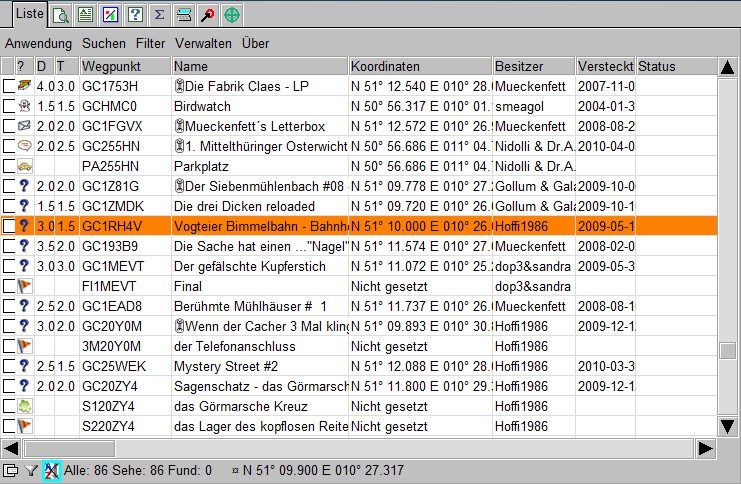 Liste
Anwendung Suchen Filter Verwalten Über
? D T Wegpunkt Name Koordinaten Besitzer Versteckt Status
4.0 3.0 GC1753H Die Fabrik Claes - LP N 51° 12.540 E 010° 28. Mueckenfett 2007-11-0
1.5 1.5 GCHMC0 Birdwatch N 50° 56.317 E 010° 01. smeagol 2004-01-3
2.0 2.0 GC1FGVX Mueckenfett´s Letterbox N 51° 12.572 E 010° 26. Mueckenfett 2008-08-2
2.0 2.5 GC255HN 1. Mittelthüringer Osterwicht N 50° 56.686 E 011° 04. Nidolli & Dr.A. 2010-04-0
PA255HN Parkplatz N 50° 56.686 E 011° 04. Nidolli & Dr.A.
2.0 2.0 GC1Z81G Der Siebenmühlenbach #08 N 51° 09.778 E 010° 27. Gollum & Gala 2009-10-0
1.5 1.5 GC1ZMDK Die drei Dicken reloaded N 51° 09.720 E 010° 26. Gollum & Gala 2009-10-1
3.0 1.5 GC1RH4V Vogteier Bimmelbahn - Bahnh N 51° 10.000 E 010° 26. Hoffi1986 2009-05-1
3.5 2.0 GC193B9 Die Sache hat einen ..."Nagel" N 51° 11.574 E 010° 27. Mueckenfett 2008-02-0
3.0 3.0 GC1MEVT Der gefälschte Kupferstich N 51° 11.072 E 010° 25. dop3&sandra 2009-05-3
FI1MEVT Final Nicht gesetzt dop3&sandra
2.5 2.0 GC1EAD8 Berühmte Mühlhäuser # 1 N 51° 11.737 E 010° 26. Mueckenfett 2008-08-1
3.0 2.0 GC20Y0M Wenn der Cacher 3 Mal kling N 51° 09.893 E 010° 30. Hoffi1986 2009-12-1
3M20Y0M der Telefonanschluss Nicht gesetzt Hoffi1986
2.5 1.5 GC25WEK Mystery Street #2 N 51° 12.088 E 010° 28. Hoffi1986 2010-03-3
2.0 2.0 GC20ZY4 Sagenschatz - das Görmarsch N 51° 11.800 E 010° 29. Hoffi1986 2009-12-1
S120ZY4 das Görmarsche Kreuz Nicht gesetzt Hoffi1986
S220ZY4 das Lager des kopflosen Reite Nicht gesetzt Hoffi1986
Alle: 86 Sehe: 86 Fund: 0 ¤ N 51° 09.900 E 010° 27.317